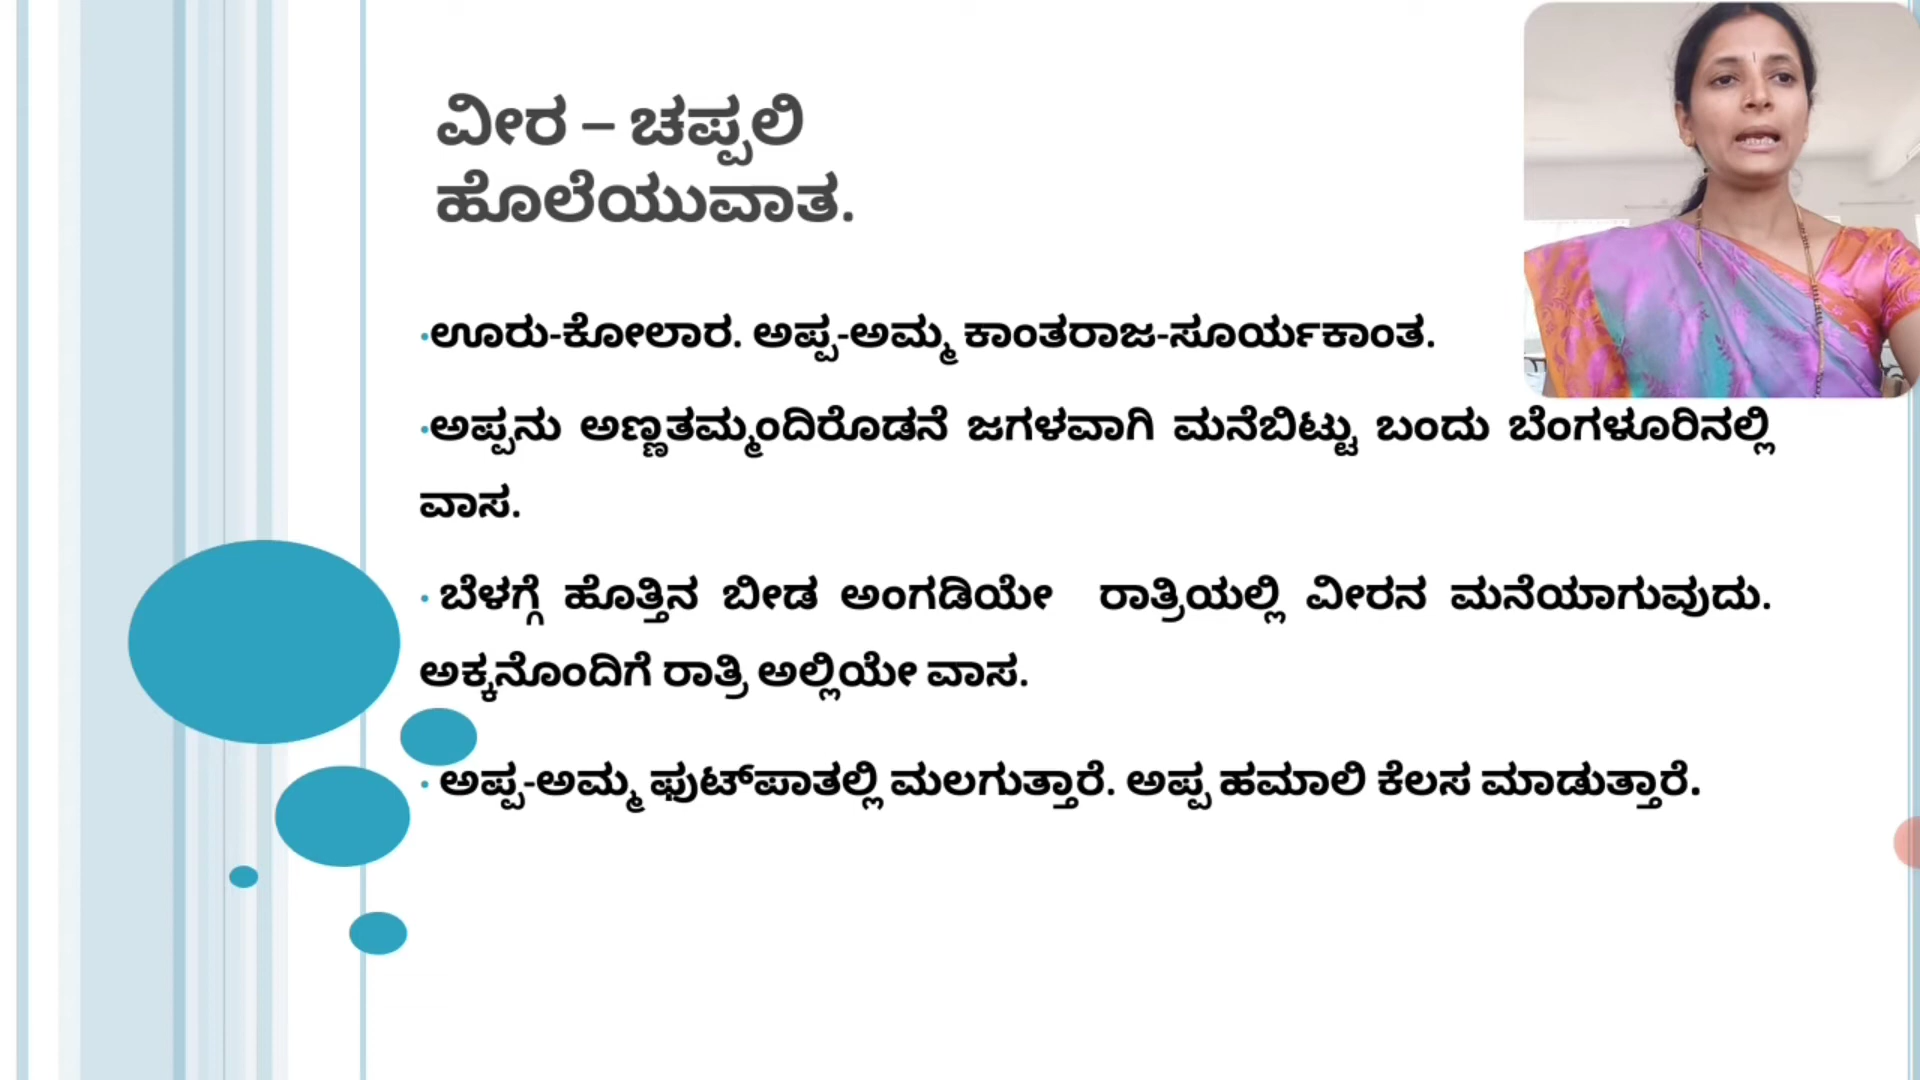 ವೀರ – ಚಪ್ಪಲಿ
ಹೊಲೆಯುವಾತ.
•ಊರು-ಕೋಲಾರ. ಅಪ್ಪ-ಅಮ್ಮ ಕಾಂತರಾಜ-ಸೂರ್ಯಕಾಂತ.
•ಅಪ್ಪನು ಅಣ್ಣತಮ್ಮಂದಿರೊಡನೆ ಜಗಳವಾಗಿ ಮನೆಬಿಟ್ಟು ಬಂದು ಬೆಂಗಳೂರಿನಲ್ಲಿ
ವಾಸ.
• ಬೆಳಗ್ಗೆ ಹೊತ್ತಿನ ಬೀಡ ಅಂಗಡಿಯೇ ರಾತ್ರಿಯಲ್ಲಿ ವೀರನ ಮನೆಯಾಗುವುದು.
ಅಕ್ಕನೊಂದಿಗೆ ರಾತ್ರಿ ಅಲ್ಲಿಯೇ ವಾಸ.
• ಅಪ್ಪ-ಅಮ್ಮ ಫುಟ್‌ಪಾತಲ್ಲಿ ಮಲಗುತ್ತಾರೆ. ಅಪ್ಪ ಹಮಾಲಿ ಕೆಲಸ ಮಾಡುತ್ತಾರೆ.